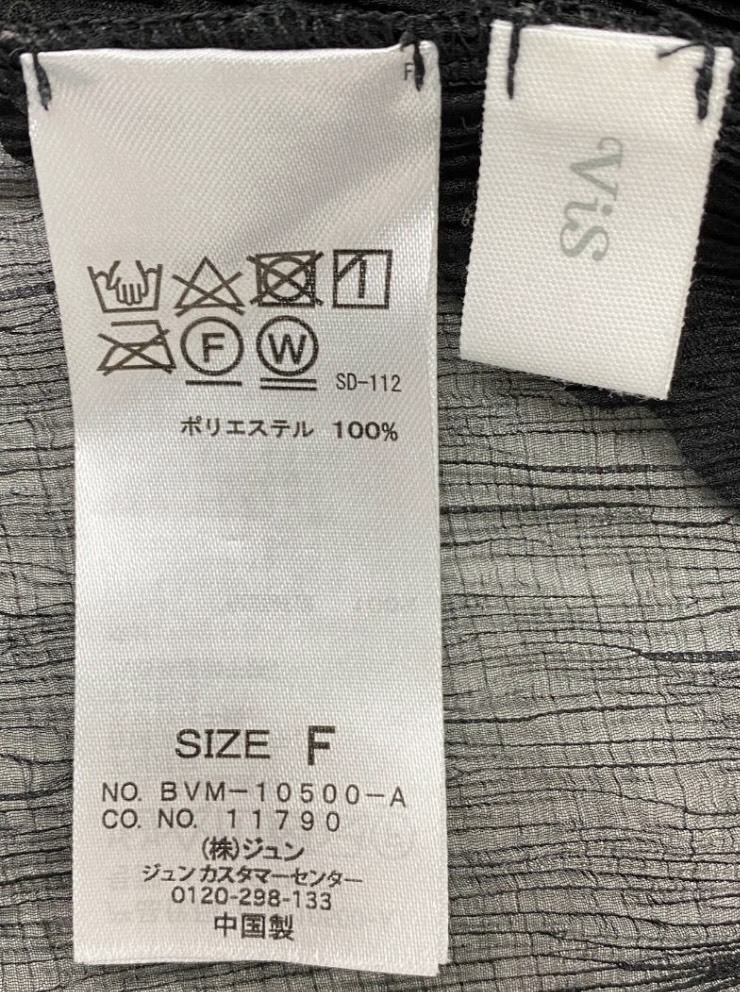 F
ViS
F W
SD-112
ポリエステル 100%
SIZE F
NO. BVM-10500-A
CO. NO. 11790
(株)ジュン
ジュンカスタマーセンター
0120-298-133
中国製